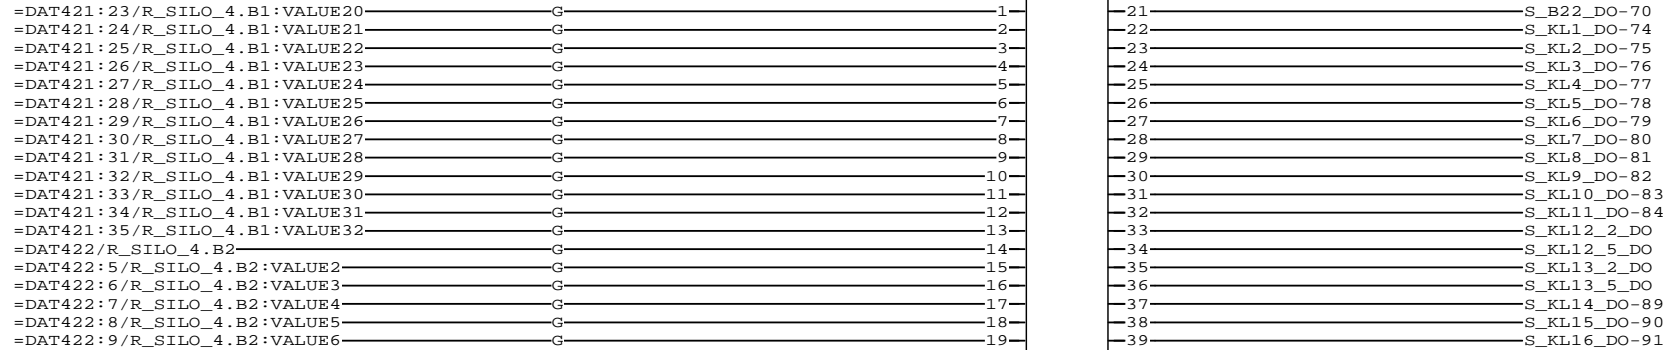 =DAT421:23/R_SILO_4.B1:VALUE20 G 1 21 S_B22_DO-70
=DAT421:24/R_SILO_4.B1:VALUE21 G 2 22 S_KL1_DO-74
=DAT421:25/R_SILO_4.B1:VALUE22 G 3 23 S_KL2_DO-75
=DAT421:26/R_SILO_4.B1:VALUE23 G 4 24 S_KL3_DO-76
=DAT421:27/R_SILO_4.B1:VALUE24 G 5 25 S_KL4_DO-77
=DAT421:28/R_SILO_4.B1:VALUE25 G 6 26 S_KL5_DO-78
=DAT421:29/R_SILO_4.B1:VALUE26 G 7 27 S_KL6_DO-79
=DAT421:30/R_SILO_4.B1:VALUE27 G 8 28 S_KL7_DO-80
=DAT421:31/R_SILO_4.B1:VALUE28 G 9 29 S_KL8_DO-81
=DAT421:32/R_SILO_4.B1:VALUE29 G 10 30 S_KL9_DO-82
=DAT421:33/R_SILO_4.B1:VALUE30 G 11 31 S_KL10_DO-83
=DAT421:34/R_SILO_4.B1:VALUE31 G 12 32 S_KL11_DO-84
=DAT421:35/R_SILO_4.B1:VALUE32 G 13 33 S_KL12_2_DO
=DAT422/R_SILO_4.B2 G 14 34 S_KL12_5_DO
=DAT422:5/R_SILO_4.B2:VALUE2 G 15 35 S_KL13_2_DO
=DAT422:6/R_SILO_4.B2:VALUE3 G 16 36 S_KL13_5_DO
=DAT422:7/R_SILO_4.B2:VALUE4 G 17 37 S_KL14_DO-89
=DAT422:8/R_SILO_4.B2:VALUE5 G 18 38 S_KL15_DO-90
=DAT422:9/R_SILO_4.B2:VALUE6 G 19 39 S_KL16_DO-91